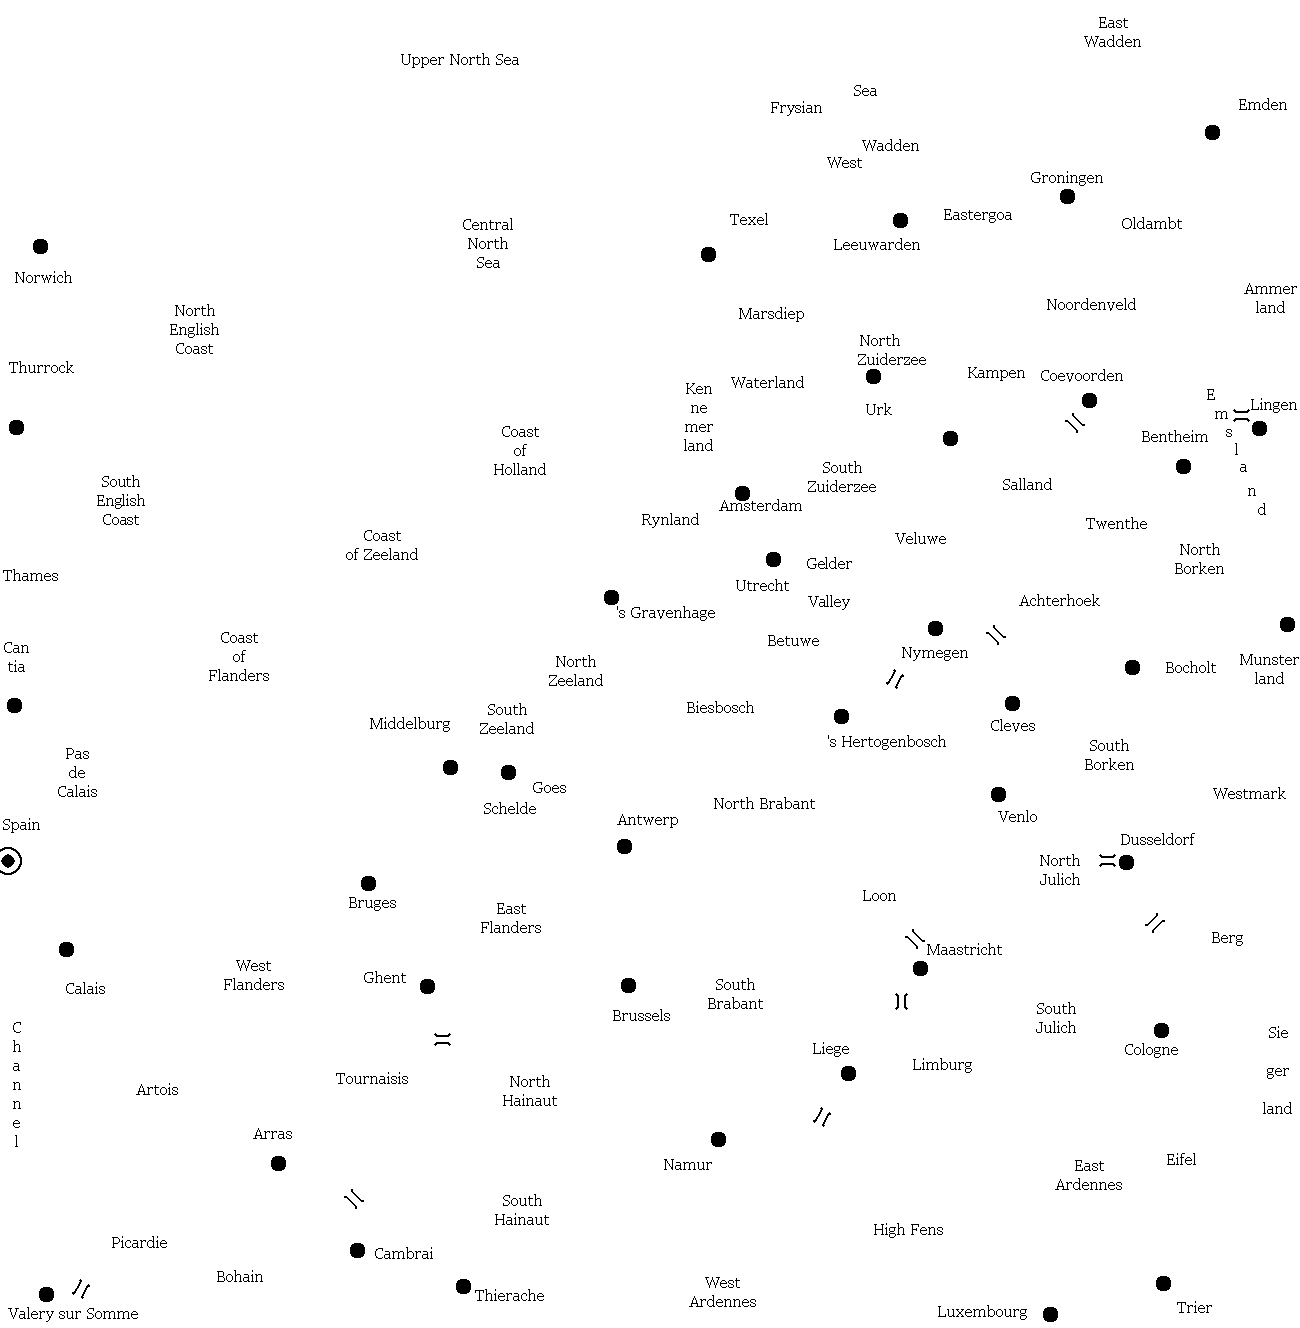 East
Wadden
Upper North Sea
Sea
Frysian
Emden
Wadden
West
Groningen
Texel
Eastergoa
Oldambt
Central
North
Sea
Leeuwarden
Norwich
North
English
Coast
Marsdiep
Noordenveld
Ammer
land
North
Zuiderzee
Thurrock
Ken
ne
mer
land
Waterland
Kampen
Coevoorden
Urk
E
m
s
l
a
n
d
Lingen
Coast
of
Holland
Bentheim
South
English
Coast
South
Zuiderzee
Salland
Amsterdam
Rynland
Twenthe
Coast
of Zeeland
Veluwe
North
Borken
Thames
Utrecht
Gelder
Valley
's Gravenhage
Achterhoek
Can
tia
Coast
of
Flanders
Betuwe
Nymegen
North
Zeeland
Bocholt
Munster
land
Middelburg
South
Zeeland
Biesbosch
's Hertogenbosch
Cleves
Pas
de
Calais
South
Borken
Goes
Schelde
North Brabant
Westmark
Spain
Antwerp
Venlo
Dusseldorf
North
Julich
Bruges
East
Flanders
Loon
Berg
Maastricht
Calais
West
Flanders
Ghent
South
Brabant
Brussels
South
Julich
C
h
a
n
n
e
l
Liege
Limburg
Cologne
Sie
ger
land
Artois
Tournaisis
North
Hainaut
Arras
Namur
East
Ardennes
Eifel
South
Hainaut
Picardie
Cambrai
High Fens
Bohain
Thierache
West
Ardennes
Valery sur Somme
Luxembourg
Trier